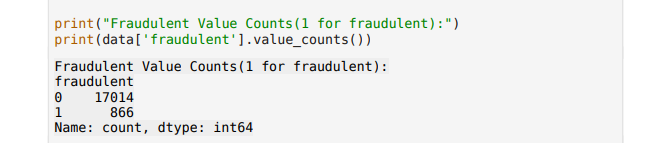 print("Fraudulent Value Counts(1 for fraudulent):")
print(data['fraudulent'].value_counts())
Fraudulent Value Counts(1 for fraudulent):
fraudulent
0    17014
1      866
Name: count, dtype: int64